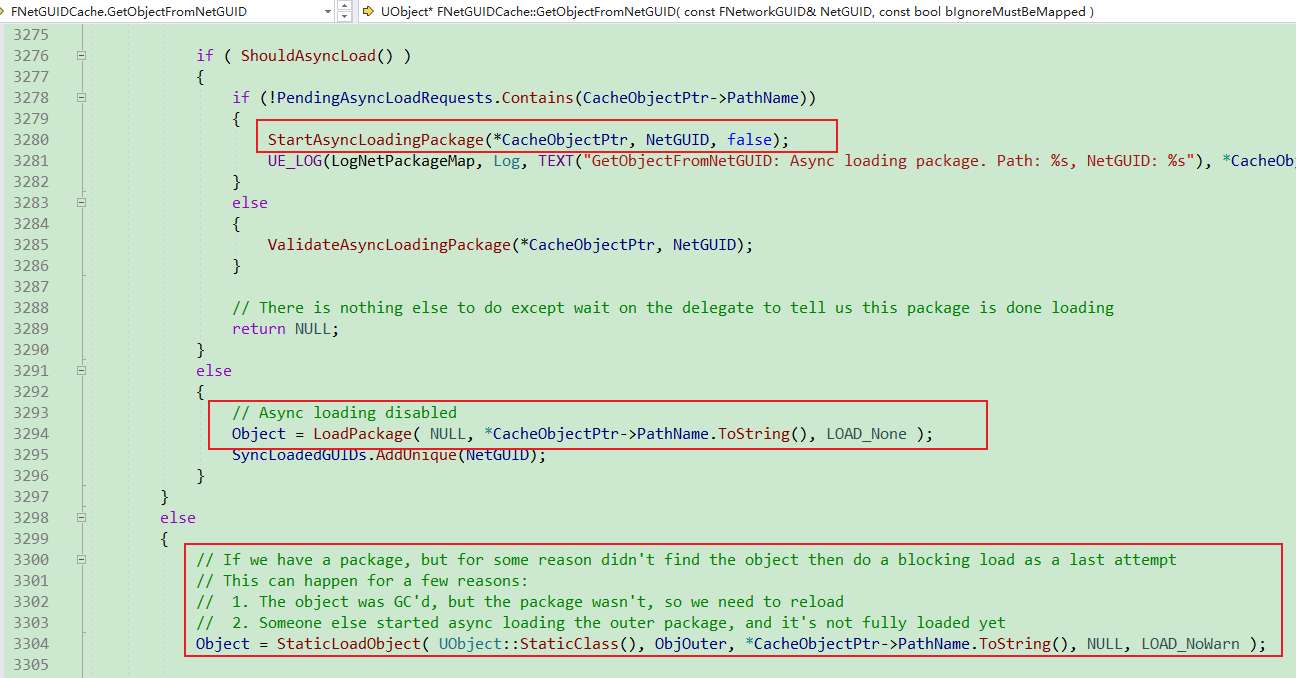 FNetGUIDCache.GetObjectFromNetGUID UObject* FNetGUIDCache::GetObjectFromNetGUID( const FNetworkGUID& NetGUID, const bool bIgnoreMustBeMapped )
3275
3276 if ( ShouldAsyncLoad() )
3277 {
3278 if (!PendingAsyncLoadRequests.Contains(CacheObjectPtr->PathName))
3279 {
3280 StartAsyncLoadingPackage(*CacheObjectPtr, NetGUID, false);
3281 UE_LOG(LogNetPackageMap, Log, TEXT("GetObjectFromNetGUID: Async loading package. Path: %s, NetGUID: %s"), *CacheOb
3282 }
3283 else
3284 {
3285 ValidateAsyncLoadingPackage(*CacheObjectPtr, NetGUID);
3286 }
3287
3288 // There is nothing else to do except wait on the delegate to tell us this package is done loading
3289 return NULL;
3290 }
3291 else
3292 {
3293 // Async loading disabled
3294 Object = LoadPackage( NULL, *CacheObjectPtr->PathName.ToString(), LOAD_None );
3295 SyncLoadedGUIDs.AddUnique(NetGUID);
3296 }
3297 }
3298 else
3299 {
3300 // If we have a package, but for some reason didn't find the object then do a blocking load as a last attempt
3301 // This can happen for a few reasons:
3302 // 1. The object was GC'd, but the package wasn't, so we need to reload
3303 // 2. Someone else started async loading the outer package, and it's not fully loaded yet
3304 Object = StaticLoadObject( UObject::StaticClass(), ObjOuter, *CacheObjectPtr->PathName.ToString(), NULL, LOAD_NoWarn );
3305